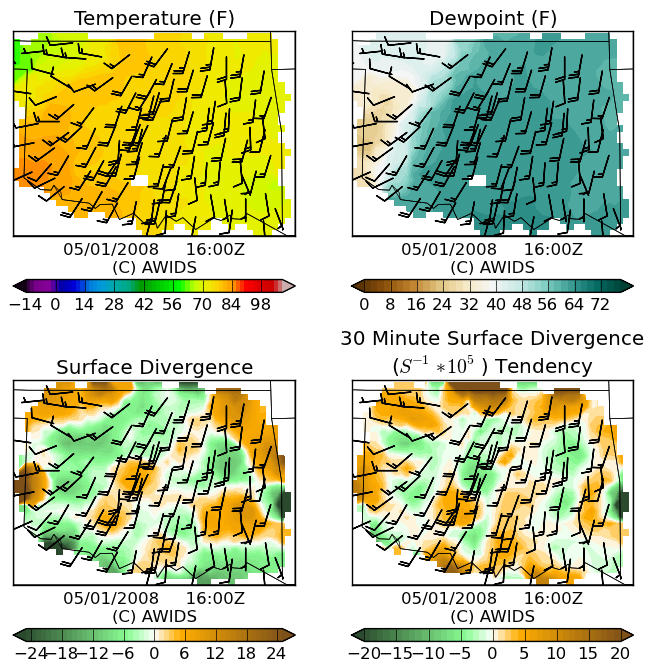 Temperature (F)
05/01/2008 16:00Z
(C) AWIDS
−14 0 14 28 42 56 70 84 98
Dewpoint (F)
05/01/2008 16:00Z
(C) AWIDS
0 8 16 24 32 40 48 56 64 72
Surface Divergence
05/01/2008 16:00Z
(C) AWIDS
−24 −18 −12 −6 0 6 12 18 24
30 Minute Surface Divergence
(S⁻¹ *10⁵ ) Tendency
05/01/2008 16:00Z
(C) AWIDS
−20 −15 −10 −5 0 5 10 15 20